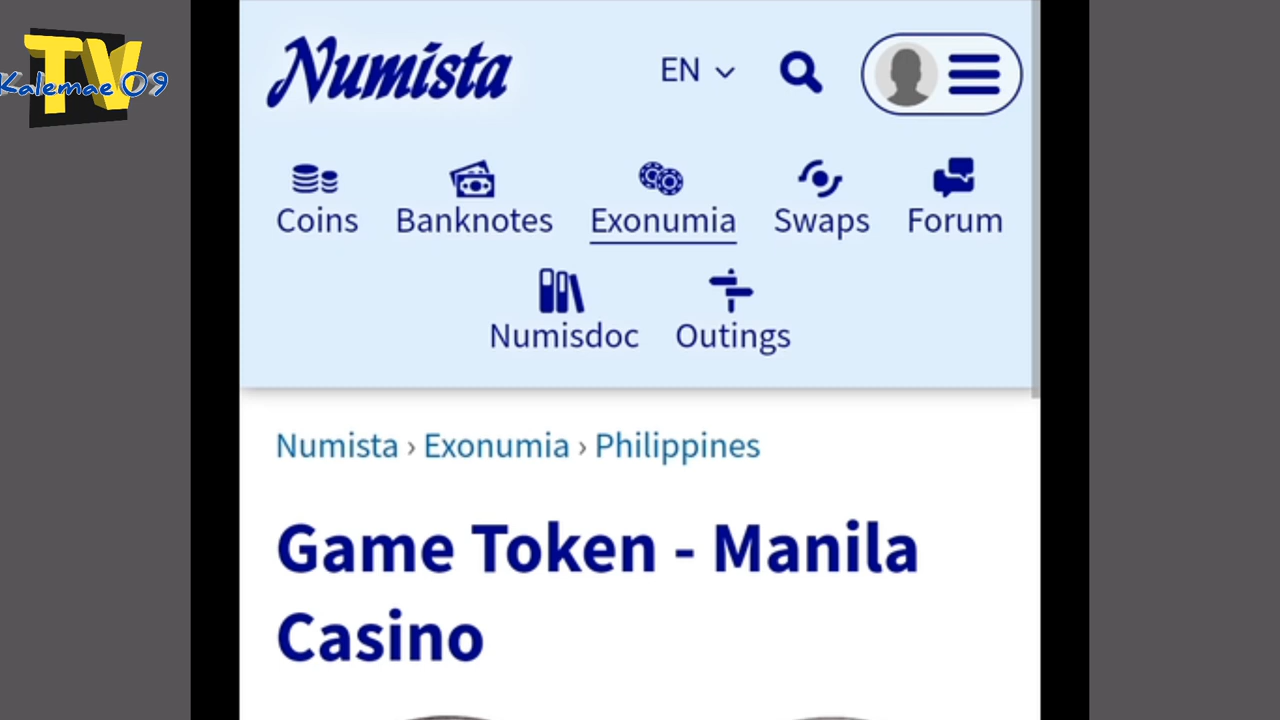 TV
Kalemae 09
Numista
EN
Coins Banknotes Exonumia Swaps Forum
Numisdoc Outings
Numista › Exonumia › Philippines
Game Token - Manila
Casino